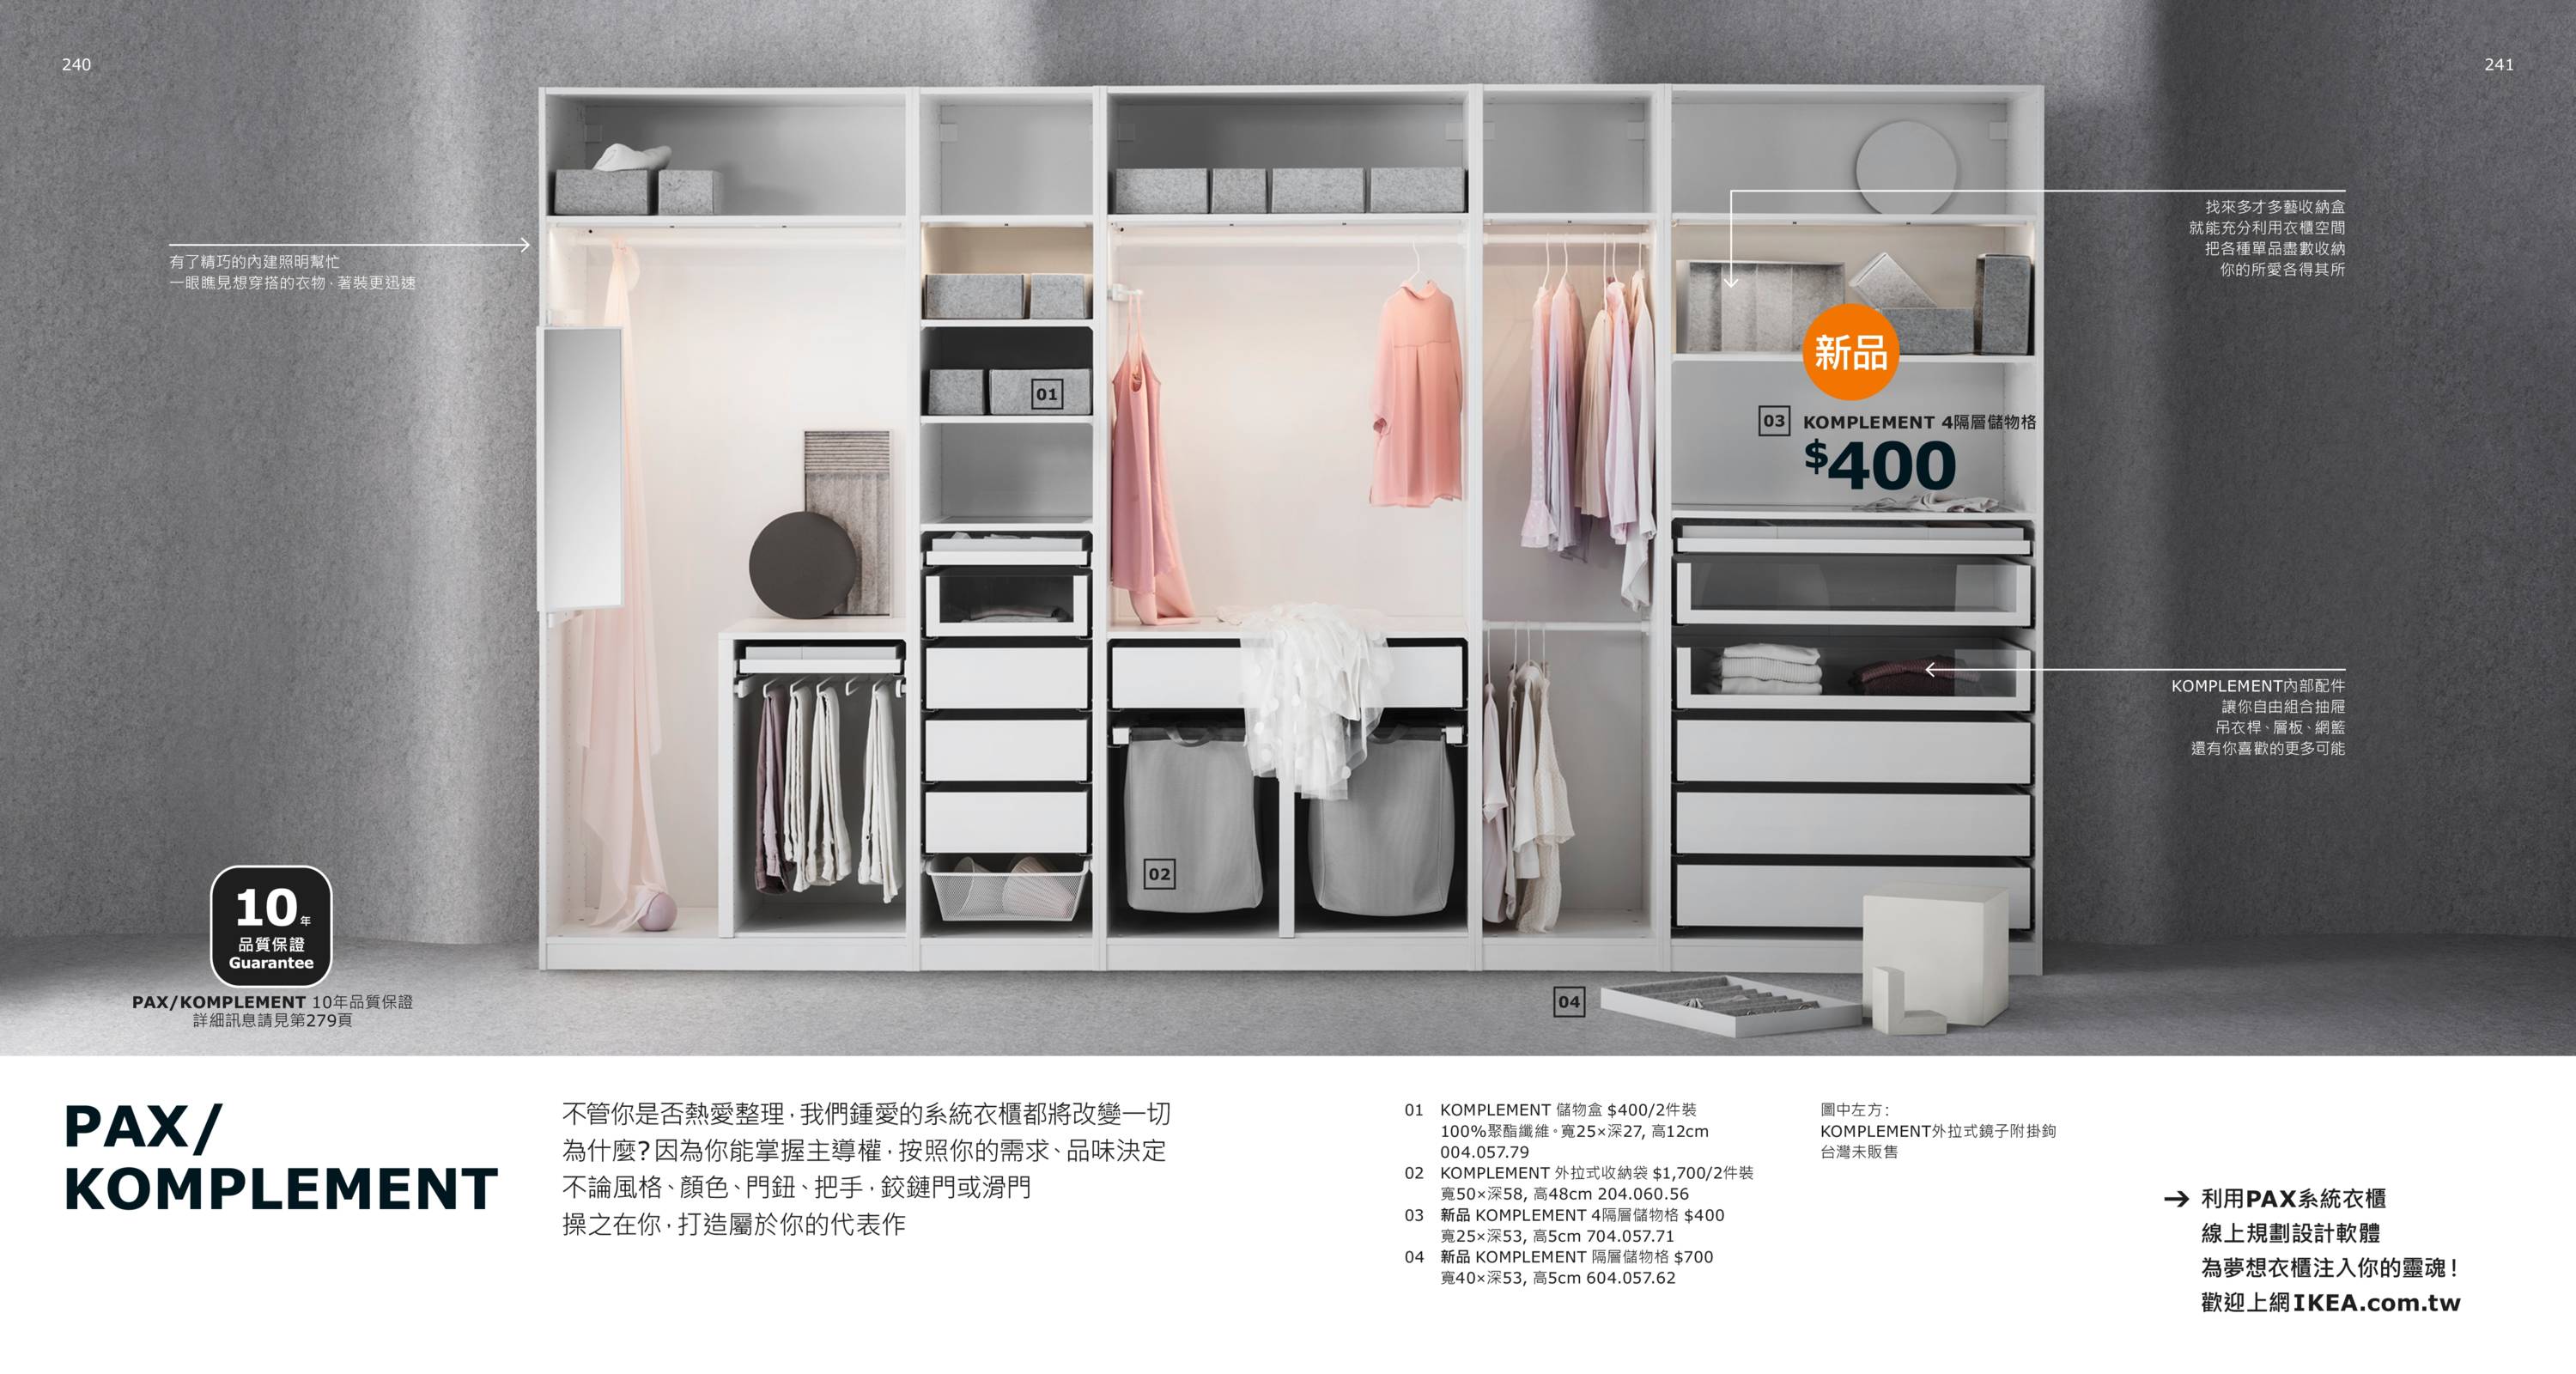 240
241
有了精巧的內建照明幫忙
一眼瞧見想穿搭的衣物，著裝更迅速
找來多才多藝收納盒
就能充分利用衣櫃空間
把各種單品盡數收納
你的所愛各得其所
新品
01
03 KOMPLEMENT 4隔層儲物格
$400
KOMPLEMENT內部配件
讓你自由組合抽屜
吊衣桿、層板、網籃
還有你喜歡的更多可能
02
10年
品質保證
Guarantee
PAX/KOMPLEMENT 10年品質保證
詳細訊息請見第279頁
04
PAX/
KOMPLEMENT
不管你是否熱愛整理，我們鍾愛的系統衣櫃都將改變一切
為什麼？因為你能掌握主導權，按照你的需求、品味決定
不論風格、顏色、門鈕、把手，鉸鏈門或滑門
操之在你，打造屬於你的代表作
01 KOMPLEMENT 儲物盒 $400/2件裝
100%聚酯纖維。寬25×深27, 高12cm
004.057.79
02 KOMPLEMENT 外拉式收納袋 $1,700/2件裝
寬50×深58, 高48cm 204.060.56
03 新品 KOMPLEMENT 4隔層儲物格 $400
寬25×深53, 高5cm 704.057.71
04 新品 KOMPLEMENT 隔層儲物格 $700
寬40×深53, 高5cm 604.057.62
圖中左方：
KOMPLEMENT外拉式鏡子附掛鉤
台灣未販售
→ 利用PAX系統衣櫃
線上規劃設計軟體
為夢想衣櫃注入你的靈魂！
歡迎上網IKEA.com.tw